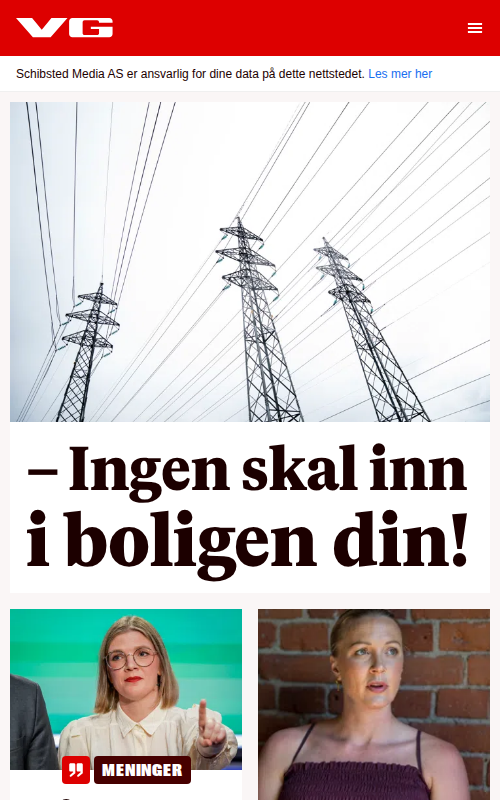 VG
Schibsted Media AS er ansvarlig for dine data på dette nettstedet. Les mer her
– Ingen skal inn
i boligen din!
MENINGER